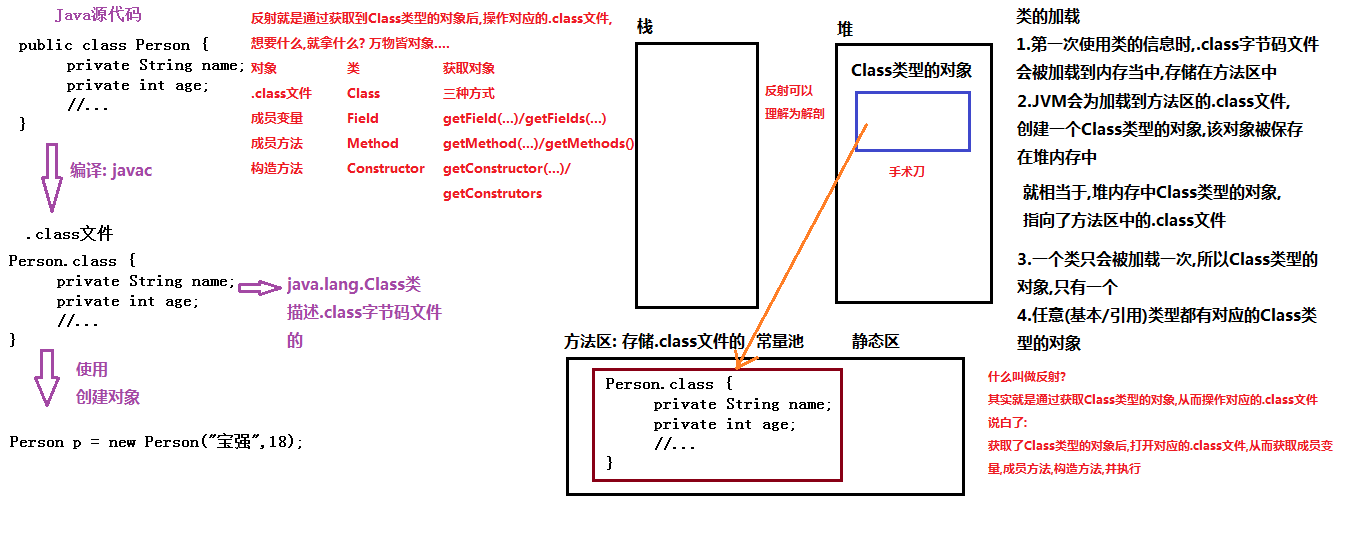 Java源代码
public class Person {
private String name;
private int age;
//...
}
编译: javac
.class文件
Person.class {
private String name;
private int age;
//...
}
java.lang.Class类
描述.class字节码文件
的
使用
创建对象
Person p = new Person("宝强",18);
反射就是通过获取到Class类型的对象后,操作对应的.class文件,
想要什么,就拿什么? 万物皆对象....
对象 类 获取对象
.class文件 Class 三种方式
成员变量 Field getField(...)/getFields(...)
成员方法 Method getMethod(...)/getMethods()
构造方法 Constructor getConstructor(...)/
getConstrutors
栈
反射可以
理解为解剖
堆
Class类型的对象
手术刀
方法区: 存储.class文件的 常量池 静态区
Person.class {
private String name;
private int age;
//...
}
类的加载
1.第一次使用类的信息时,.class字节码文件
会被加载到内存当中,存储在方法区中
2.JVM会为加载到方法区的.class文件,
创建一个Class类型的对象,该对象被保存
在堆内存中
就相当于,堆内存中Class类型的对象,
指向了方法区中的.class文件
3.一个类只会被加载一次,所以Class类型的
对象,只有一个
4.任意(基本/引用)类型都有对应的Class类
型的对象
什么叫做反射?
其实就是通过获取Class类型的对象,从而操作对应的.class文件
说白了:
获取了Class类型的对象后,打开对应的.class文件,从而获取成员变
量,成员方法,构造方法,并执行